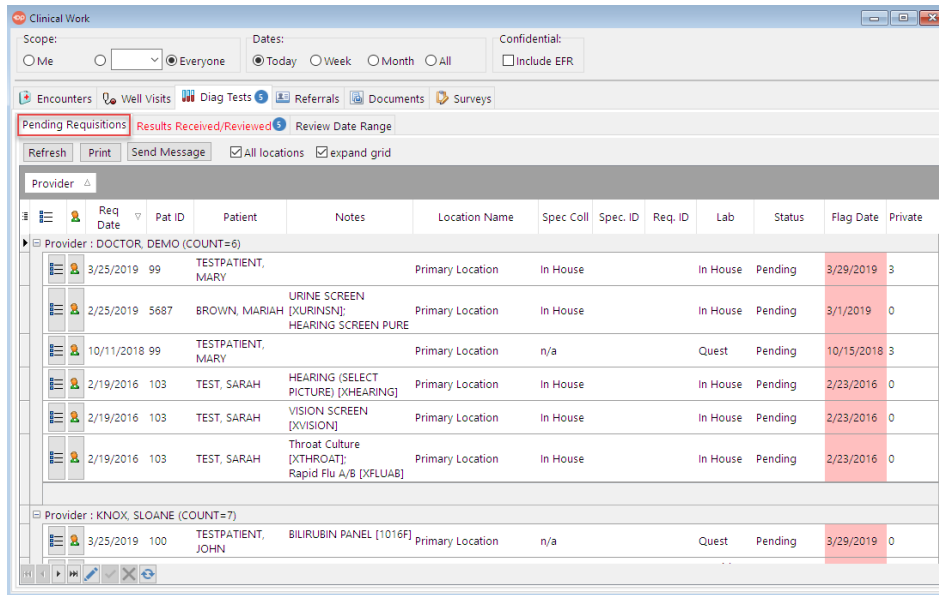 Clinical Work
Scope: Dates: Confidential:
Me Everyone Today Week Month All Include EFR
Encounters Well Visits Diag Tests 5 Referrals Documents Surveys
Pending Requisitions Results Received/Reviewed 5 Review Date Range
Refresh Print Send Message All locations expand grid
Provider
Req Date Pat ID Patient Notes Location Name Spec Coll Spec. ID Req. ID Lab Status Flag Date Private
Provider : DOCTOR, DEMO (COUNT=6)
3/25/2019 99 TESTPATIENT, MARY Primary Location In House In House Pending 3/29/2019 3
2/25/2019 5687 BROWN, MARIAH URINE SCREEN [XURINSN]; HEARING SCREEN PURE Primary Location In House In House Pending 3/1/2019 0
10/11/2018 99 TESTPATIENT, MARY Primary Location n/a Quest Pending 10/15/2018 3
2/19/2016 103 TEST, SARAH HEARING (SELECT PICTURE) [XHEARING] Primary Location In House In House Pending 2/23/2016 0
2/19/2016 103 TEST, SARAH VISION SCREEN [XVISION] Primary Location In House In House Pending 2/23/2016 0
2/19/2016 103 TEST, SARAH Throat Culture [XTHROAT]; Rapid Flu A/B [XFLUAB] Primary Location In House In House Pending 2/23/2016 0
Provider : KNOX, SLOANE (COUNT=7)
3/25/2019 100 TESTPATIENT, JOHN BILIRUBIN PANEL [1016F] Primary Location n/a Quest Pending 3/29/2019 0